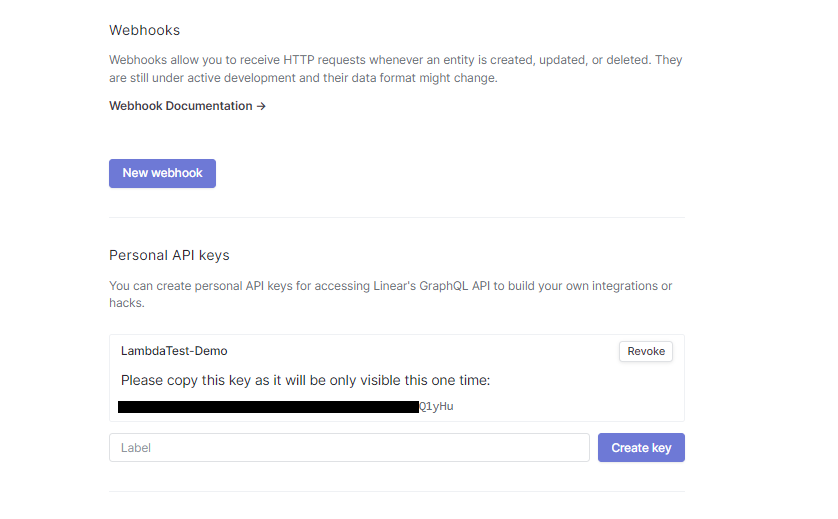 Webhooks
Webhooks allow you to receive HTTP requests whenever an entity is created, updated, or deleted. They
are still under active development and their data format might change.
Webhook Documentation →
New webhook
Personal API keys
You can create personal API keys for accessing Linear's GraphQL API to build your own integrations or
hacks.
LambdaTest-Demo
Revoke
Please copy this key as it will be only visible this one time:
Q1yHu
Label
Create key